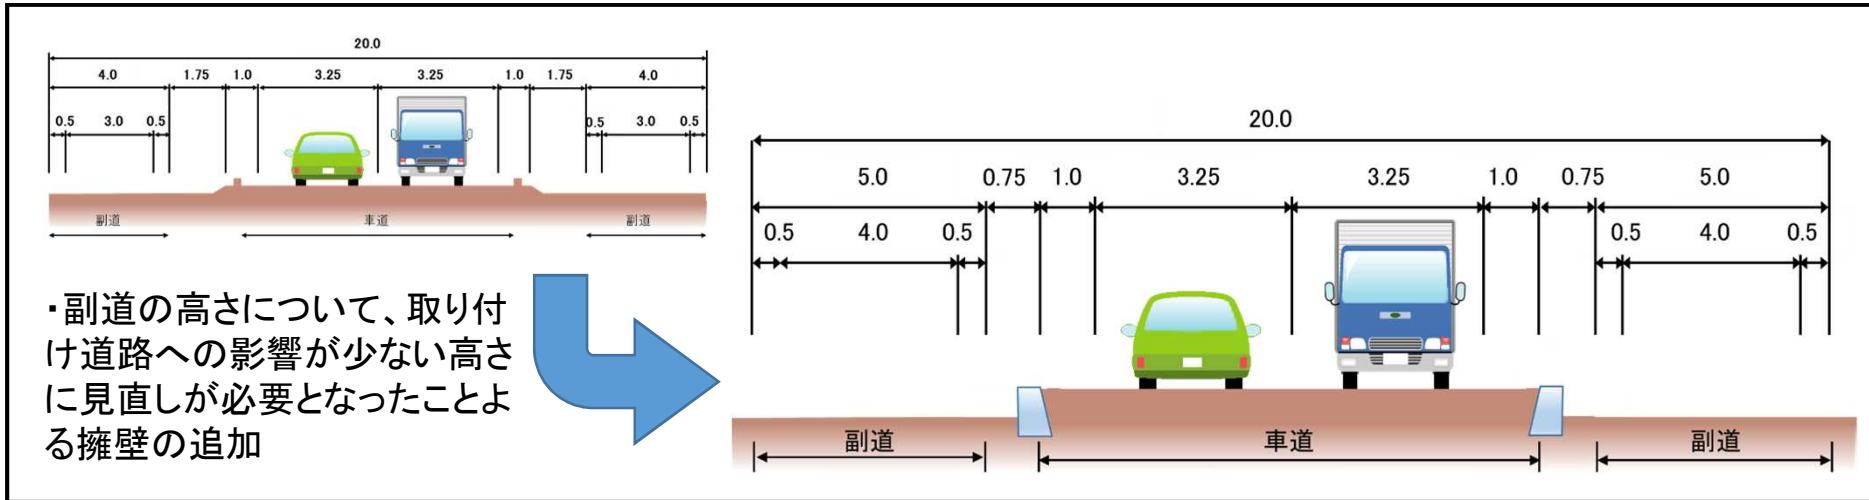 20.0
4.0 1.75 1.0 3.25 3.25 1.0 1.75 4.0
0.5 3.0 0.5 0.5 3.0 0.5
副道 車道 副道
・副道の高さについて、取り付
け道路への影響が少ない高さ
に見直しが必要となったことよ
る擁壁の追加
20.0
5.0 0.75 1.0 3.25 3.25 1.0 0.75 5.0
0.5 4.0 0.5 0.5 4.0 0.5
副道 車道 副道